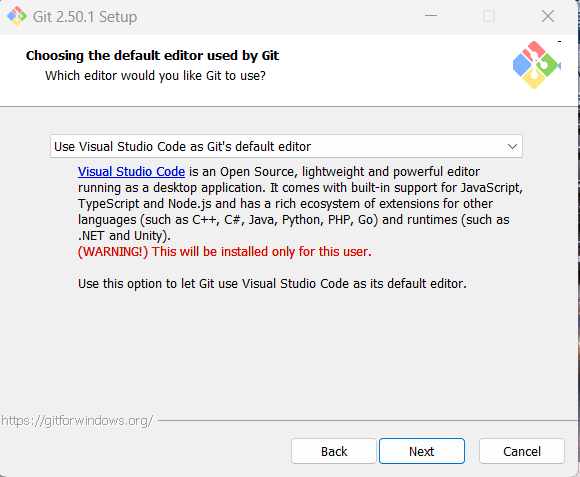 Git 2.50.1 Setup
Choosing the default editor used by Git
Which editor would you like Git to use?
Use Visual Studio Code as Git's default editor
Visual Studio Code is an Open Source, lightweight and powerful editor
running as a desktop application. It comes with built-in support for JavaScript,
TypeScript and Node.js and has a rich ecosystem of extensions for other
languages (such as C++, C#, Java, Python, PHP, Go) and runtimes (such as
.NET and Unity).
(WARNING!) This will be installed only for this user.
Use this option to let Git use Visual Studio Code as its default editor.
https://gitforwindows.org/
Back Next Cancel